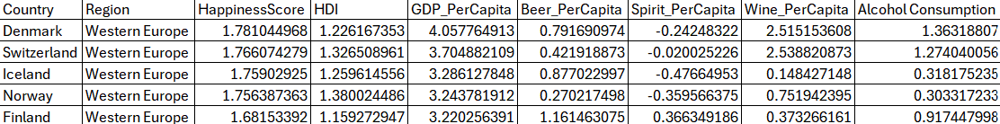 Country Region HappinessScore HDI GDP_PerCapita Beer_PerCapita Spirit_PerCapita Wine_PerCapita Alcohol Consumption
Denmark Western Europe 1.781044968 1.226167353 4.057764913 0.791690974 -0.24248322 2.515153608 1.36318807
Switzerland Western Europe 1.766074279 1.326508961 3.704882109 0.421918873 -0.020025226 2.538820873 1.274040056
Iceland Western Europe 1.75902925 1.259614556 3.286127848 0.877022997 -0.47664953 0.148427148 0.318175235
Norway Western Europe 1.756387363 1.380024486 3.243781912 0.270217498 -0.359566375 0.751942395 0.303317233
Finland Western Europe 1.68153392 1.159272947 3.220256391 1.161463075 0.366349186 0.373266161 0.917447998